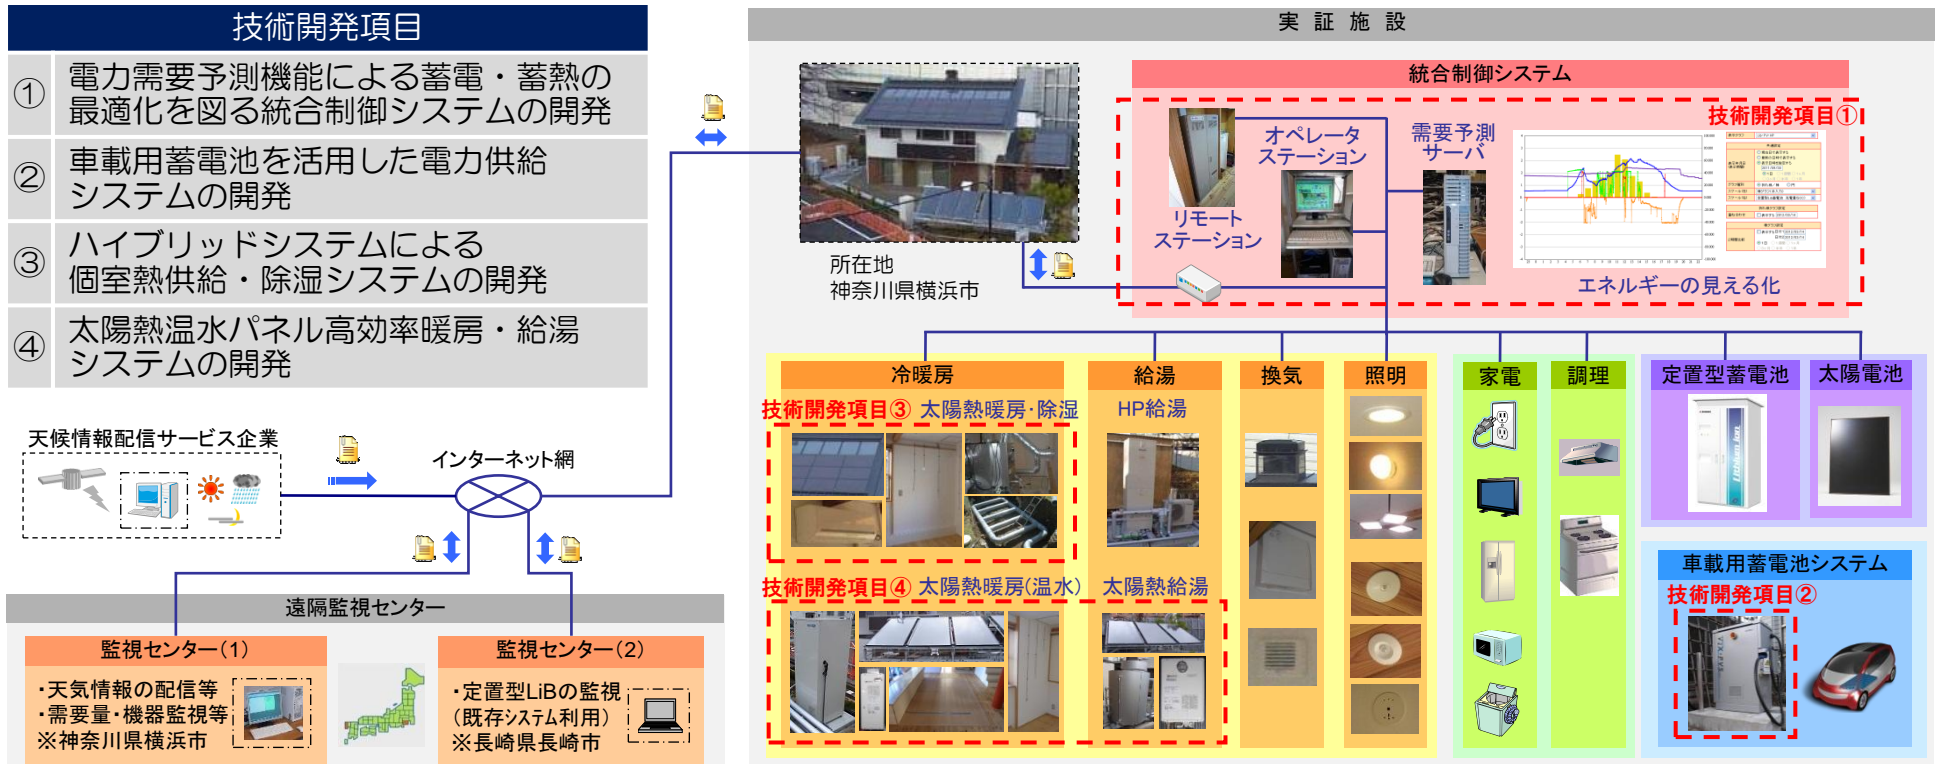 技術開発項目
① 電力需要予測機能による蓄電・蓄熱の
最適化を図る統合制御システムの開発
② 車載用蓄電池を活用した電力供給
システムの開発
③ ハイブリッドシステムによる
個室熱供給・除湿システムの開発
④ 太陽熱温水パネル高効率暖房・給湯
システムの開発
天候情報配信サービス企業
インターネット網
遠隔監視センター
監視センター(1)
・天気情報の配信等
・需要量・機器監視等
※神奈川県横浜市
監視センター(2)
・定置型LiBの監視
(既存システム利用)
※長崎県長崎市
実証施設
所在地
神奈川県横浜市
統合制御システム
技術開発項目①
リモート
ステーション
オペレータ
ステーション
需要予測
サーバ
エネルギーの見える化
冷暖房
給湯
換気
照明
家電
調理
定置型蓄電池
太陽電池
技術開発項目③ 太陽熱暖房・除湿
HP給湯
技術開発項目④ 太陽熱暖房(温水)
太陽熱給湯
Lithium Ion
車載用蓄電池システム
技術開発項目②